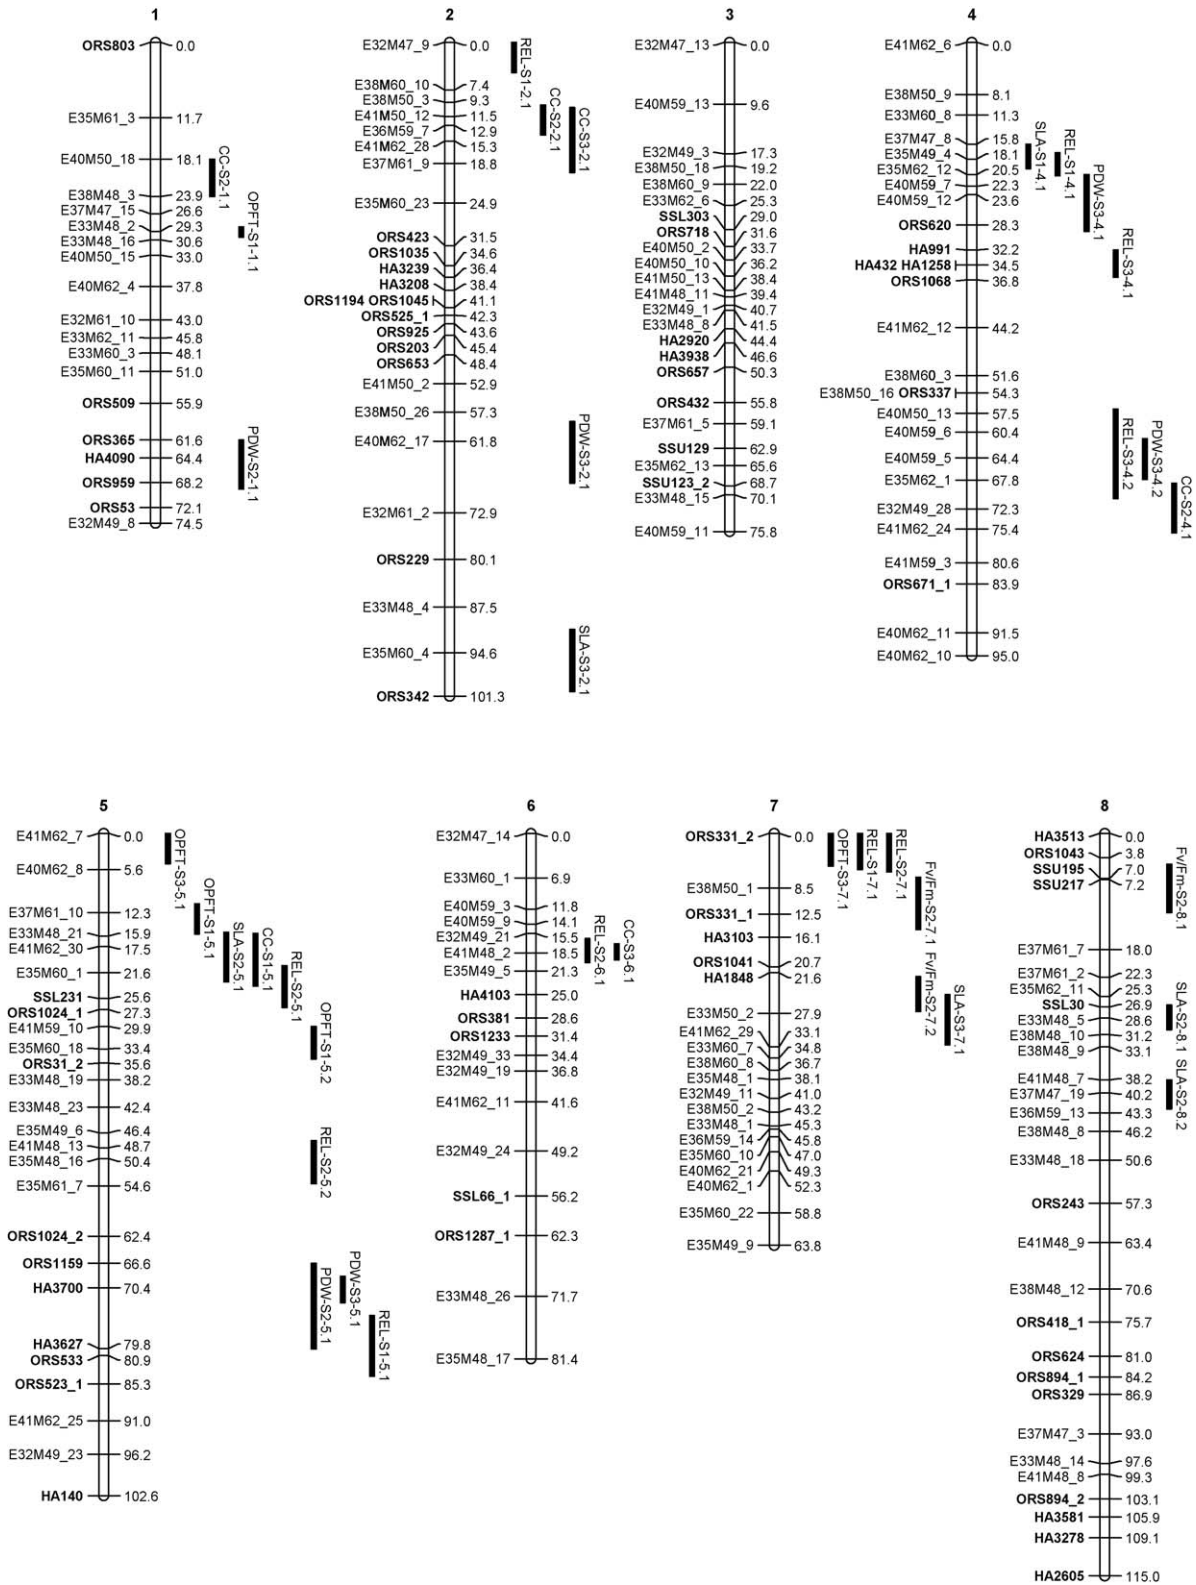 1
ORS803 0.0
E35M61_3 11.7
E40M50_18 18.1
E38M48_3 23.9
E37M47_15 26.6
E33M48_2 29.3
E33M48_16 30.6
E40M50_15 33.0
E40M62_4 37.8
E32M61_10 43.0
E33M62_11 45.8
E33M60_3 48.1
E35M60_11 51.0
ORS509 55.9
ORS365 61.6
HA4090 64.4
ORS959 68.2
ORS53 72.1
E32M49_8 74.5
CC-S2-1.1
OPFT-S1-1.1
PDW-S2-1.1
2
E32M47_9 0.0
E38M60_10 7.4
E38M50_3 9.3
E41M50_12 11.5
E36M59_7 12.9
E41M62_28 15.3
E37M61_9 18.8
E35M60_23 24.9
ORS423 31.5
ORS1035 34.6
HA3239 36.4
HA3208 38.4
ORS1194 ORS1045 41.1
ORS525_1 42.3
ORS925 43.6
ORS203 45.4
ORS653 48.4
E41M50_2 52.9
E38M50_26 57.3
E40M62_17 61.8
E32M61_2 72.9
ORS229 80.1
E33M48_4 87.5
E35M60_4 94.6
ORS342 101.3
REL-S1-2.1
CC-S2-2.1
CC-S3-2.1
PDW-S3-2.1
SLA-S3-2.1
3
E32M47_13 0.0
E40M59_13 9.6
E32M49_3 17.3
E38M50_18 19.2
E38M60_9 22.0
E33M62_6 25.3
SSL303 29.0
ORS718 31.6
E40M50_2 33.7
E40M50_10 36.2
E41M50_13 38.4
E41M48_11 39.4
E32M49_1 40.7
E33M48_8 41.5
HA2920 44.4
HA3938 46.6
ORS657 50.3
ORS432 55.8
E37M61_5 59.1
SSU129 62.9
E35M62_13 65.6
SSU123_2 68.7
E33M48_15 70.1
E40M59_11 75.8
4
E41M62_6 0.0
E38M50_9 8.1
E33M60_8 11.3
E37M47_8 15.8
E35M49_4 18.1
E35M62_12 20.5
E40M59_7 22.3
E40M59_12 23.6
ORS620 28.3
HA991 32.2
HA432 HA1258 34.5
ORS1068 36.8
E41M62_12 44.2
E38M60_3 51.6
E38M50_16 ORS337 54.3
E40M50_13 57.5
E40M59_6 60.4
E40M59_5 64.4
E35M62_1 67.8
E32M49_28 72.3
E41M62_24 75.4
E41M59_3 80.6
ORS671_1 83.9
E40M62_11 91.5
E40M62_10 95.0
SLA-S1-4.1
REL-S1-4.1
PDW-S3-4.1
REL-S3-4.1
REL-S3-4.2
PDW-S3-4.2
CC-S2-4.1
5
E41M62_7 0.0
E40M62_8 5.6
E37M61_10 12.3
E33M48_21 15.9
E41M62_30 17.5
E35M60_1 21.6
SSL231 25.6
ORS1024_1 27.3
E41M59_10 29.9
E35M60_18 33.4
ORS31_2 35.6
E33M48_19 38.2
E33M48_23 42.4
E35M49_6 46.4
E41M48_13 48.7
E35M48_16 50.4
E35M61_7 54.6
ORS1024_2 62.4
ORS1159 66.6
HA3700 70.4
HA3627 79.8
ORS533 80.9
ORS523_1 85.3
E41M62_25 91.0
E32M49_23 96.2
HA140 102.6
OPFT-S3-5.1
OPFT-S1-5.1
SLA-S2-5.1
CC-S1-5.1
REL-S2-5.1
OPFT-S1-5.2
REL-S2-5.2
PDW-S2-5.1
PDW-S3-5.1
REL-S1-5.1
6
E32M47_14 0.0
E33M60_1 6.9
E40M59_3 11.8
E40M59_9 14.1
E32M49_21 15.5
E41M48_2 18.5
E35M49_5 21.3
HA4103 25.0
ORS381 28.6
ORS1233 31.4
E32M49_33 34.4
E32M49_19 36.8
E41M62_11 41.6
E32M49_24 49.2
SSL66_1 56.2
ORS1287_1 62.3
E33M48_26 71.7
E35M48_17 81.4
REL-S2-6.1
CC-S3-6.1
7
ORS331_2 0.0
E38M50_1 8.5
ORS331_1 12.5
HA3103 16.1
ORS1041 20.7
HA1848 21.6
E33M50_2 27.9
E41M62_29 33.1
E33M60_7 34.8
E38M60_8 36.7
E35M48_1 38.1
E32M49_11 41.0
E38M50_2 43.2
E33M48_1 45.3
E36M59_14 45.8
E35M60_10 47.0
E40M62_21 49.3
E40M62_1 52.3
E35M60_22 58.8
E35M49_9 63.8
OPFT-S3-7.1
REL-S1-7.1
REL-S2-7.1
Fv/Fm-S2-7.1
Fv/Fm-S2-7.2
SLA-S3-7.1
8
HA3513 0.0
ORS1043 3.8
SSU195 7.0
SSU217 7.2
E37M61_7 18.0
E37M61_2 22.3
E35M62_11 25.3
SSL30 26.9
E33M48_5 28.6
E38M48_10 31.2
E38M48_9 33.1
E41M48_7 38.2
E37M47_19 40.2
E36M59_13 43.3
E38M48_8 46.2
E33M48_18 50.6
ORS243 57.3
E41M48_9 63.4
E38M48_12 70.6
ORS418_1 75.7
ORS624 81.0
ORS894_1 84.2
ORS329 86.9
E37M47_3 93.0
E33M48_14 97.6
E41M48_8 99.3
ORS894_2 103.1
HA3581 105.9
HA3278 109.1
HA2605 115.0
Fv/Fm-S2-8.1
SLA-S2-8.1
SLA-S2-8.2